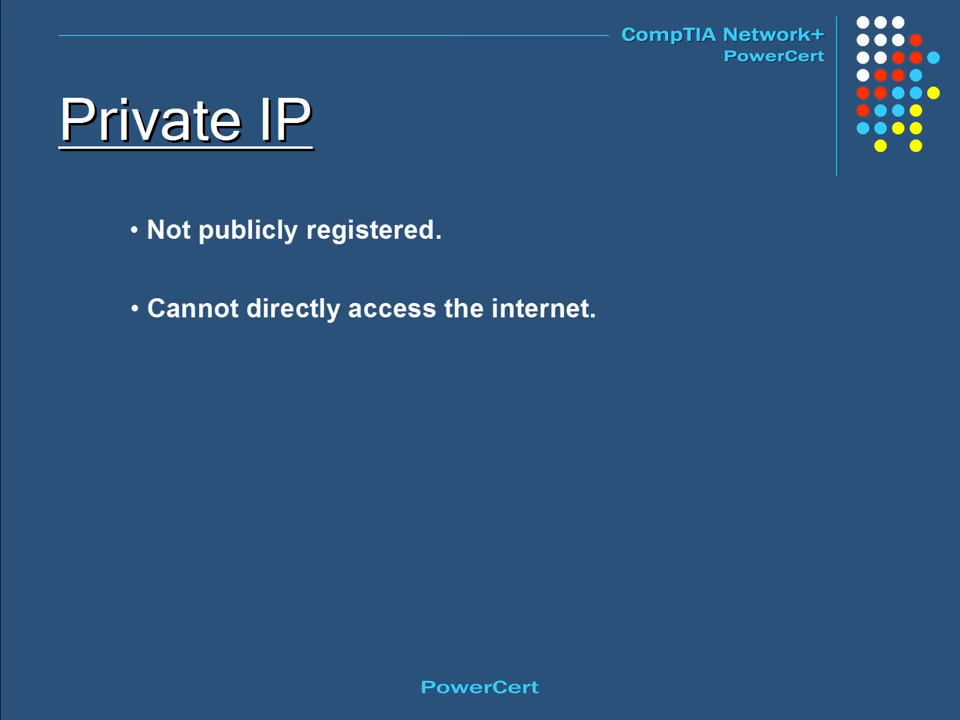 CompTIA Network+
PowerCert
Private IP
• Not publicly registered.
• Cannot directly access the internet.
PowerCert